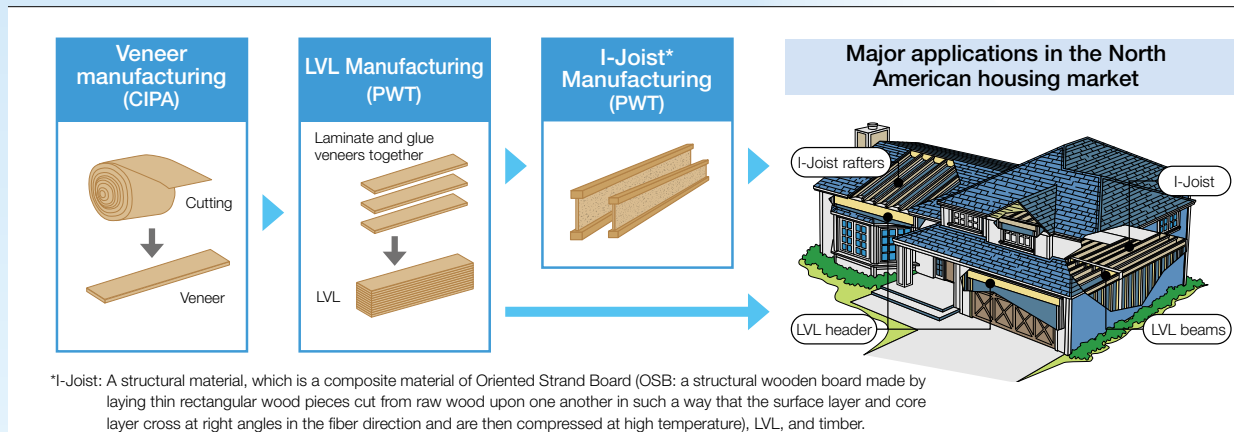 Veneer
manufacturing
(CIPA)
Cutting
Veneer
LVL Manufacturing
(PWT)
Laminate and glue
veneers together
LVL
I-Joist*
Manufacturing
(PWT)
Major applications in the North
American housing market
I-Joist rafters
I-Joist
LVL header
LVL beams
*I-Joist: A structural material, which is a composite material of Oriented Strand Board (OSB: a structural wooden board made by
laying thin rectangular wood pieces cut from raw wood upon one another in such a way that the surface layer and core
layer cross at right angles in the fiber direction and are then compressed at high temperature), LVL, and timber.